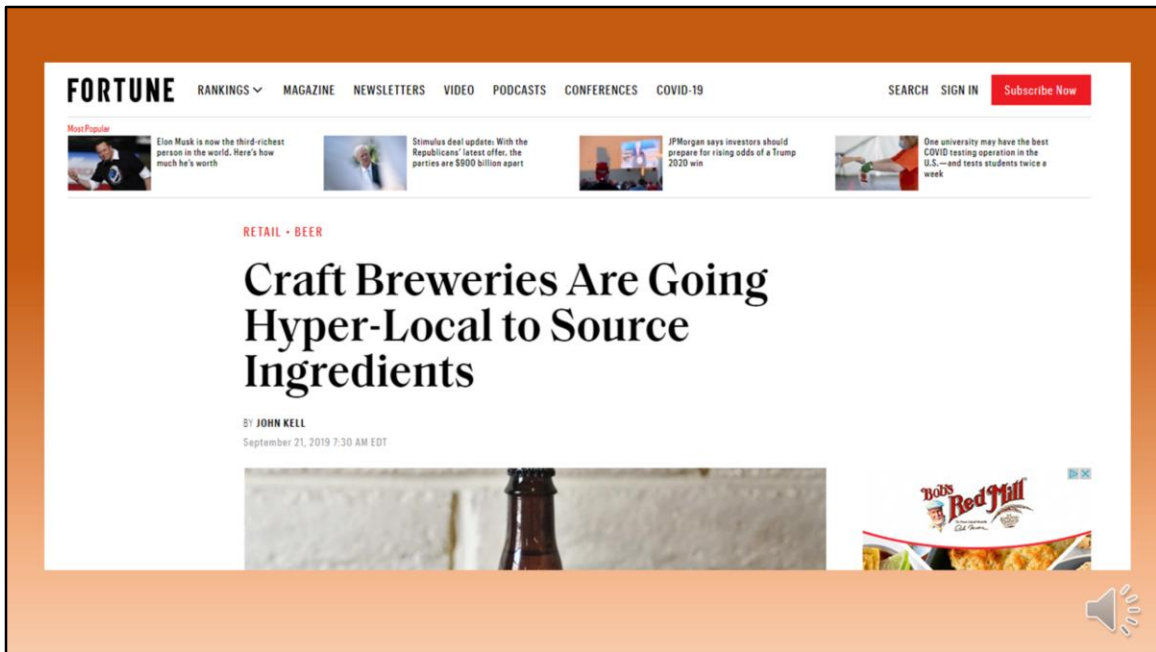 FORTUNE RANKINGS MAGAZINE NEWSLETTERS VIDEO PODCASTS CONFERENCES COVID-19 SEARCH SIGN IN Subscribe Now
Most Popular
Elon Musk is now the third-richest
person in the world. Here's how
much he's worth
Stimulus deal update: With the
Republicans' latest offer, the
parties are $900 billion apart
JPMorgan says investors should
prepare for rising odds of a Trump
2020 win
One university may have the best
COVID testing operation in the
U.S.—and tests students twice a
week
RETAIL • BEER
Craft Breweries Are Going
Hyper-Local to Source
Ingredients
BY JOHN KELL
September 21, 2019 7:30 AM EDT
Bob's
Red Mill